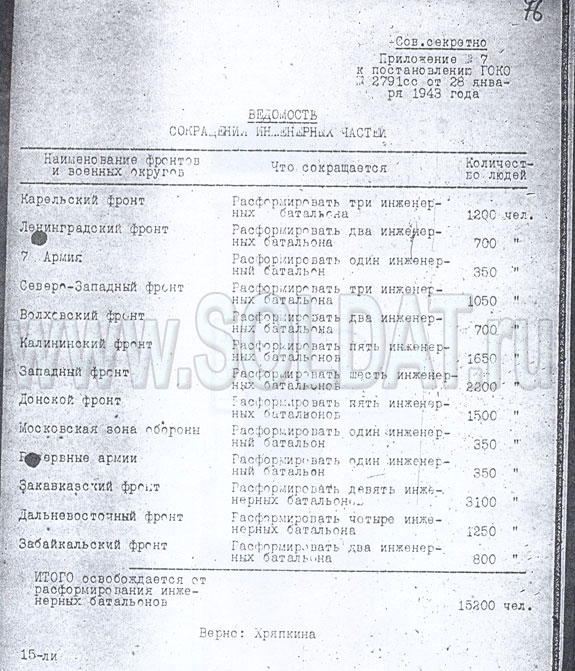 76
Сов.секретно
Приложение № 7
к постановлению ГОКО
№ 2791сс от 28 янва-
ря 1943 года
ВЕДОМОСТЬ
СОКРАЩЕНИЯ ИНЖЕНЕРНЫХ ЧАСТЕЙ
Наименование фронтов Что сокращается Количест-
и военных округов во людей
Карельский фронт Расформировать три инженер-
ных батальона 1200 чел.
Ленинградский фронт Расформировать два инженер-
ных батальона 700 "
7 Армия Расформировать один инженер-
ный батальон 350 "
Северо-Западный фронт Расформировать три инженер-
ных батальона 1050 "
Волховский фронт Расформировать два инженер-
ных батальона 700 "
Калининский фронт Расформировать пять инженер-
ных батальонов 1650 "
Западный фронт Расформировать шесть инженер-
ных батальонов 2200 "
Донской фронт Расформировать пять инженер-
ных батальонов 1500 "
Московская зона обороны Расформировать один инженер-
ный батальон 350 "
Резервные армии Расформировать один инженер-
ный батальон 350 "
Закавказский фронт Расформировать девять инже-
нерных батальонов 3100 "
Дальневосточный фронт Расформировать чотыре инже-
нерных батальона 1250 "
Забайкальский фронт Расформировать два инженер-
ных батальона 800 "
ИТОГО освобождается от
расформирования инже-
нерных батальонов 15200 чел.
Верно: Хряпкина
15-ли
www.SOLDAT.ru